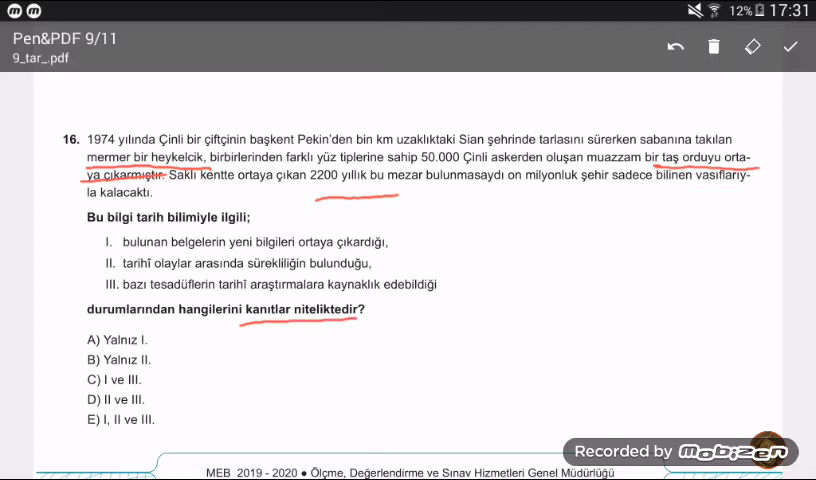 12% 17:31
Pen&PDF 9/11
9_tar_.pdf
16. 1974 yılında Çinli bir çiftçinin başkent Pekin'den bin km uzaklıktaki Sian şehrinde tarlasını sürerken sabanına takılan
mermer bir heykelcik, birbirlerinden farklı yüz tiplerine sahip 50.000 Çinli askerden oluşan muazzam bir taş orduyu orta-
ya çıkarmıştır. Saklı kentte ortaya çıkan 2200 yıllık bu mezar bulunmasaydı on milyonluk şehir sadece bilinen vasıflarıy-
la kalacaktı.
Bu bilgi tarih bilimiyle ilgili;
I. bulunan belgelerin yeni bilgileri ortaya çıkardığı,
II. tarihî olaylar arasında sürekliliğin bulunduğu,
III. bazı tesadüflerin tarihî araştırmalara kaynaklık edebildiği
durumlarından hangilerini kanıtlar niteliktedir?
A) Yalnız I.
B) Yalnız II.
C) I ve III.
D) II ve III.
E) I, II ve III.
Recorded by mobizen
MEB 2019 - 2020 ● Ölçme, Değerlendirme ve Sınav Hizmetleri Genel Müdürlüğü